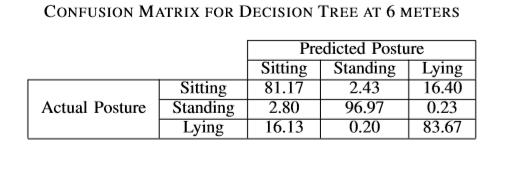 CONFUSION MATRIX FOR DECISION TREE AT 6 METERS
Predicted Posture
Sitting Standing Lying
Sitting 81.17 2.43 16.40
Actual Posture Standing 2.80 96.97 0.23
Lying 16.13 0.20 83.67